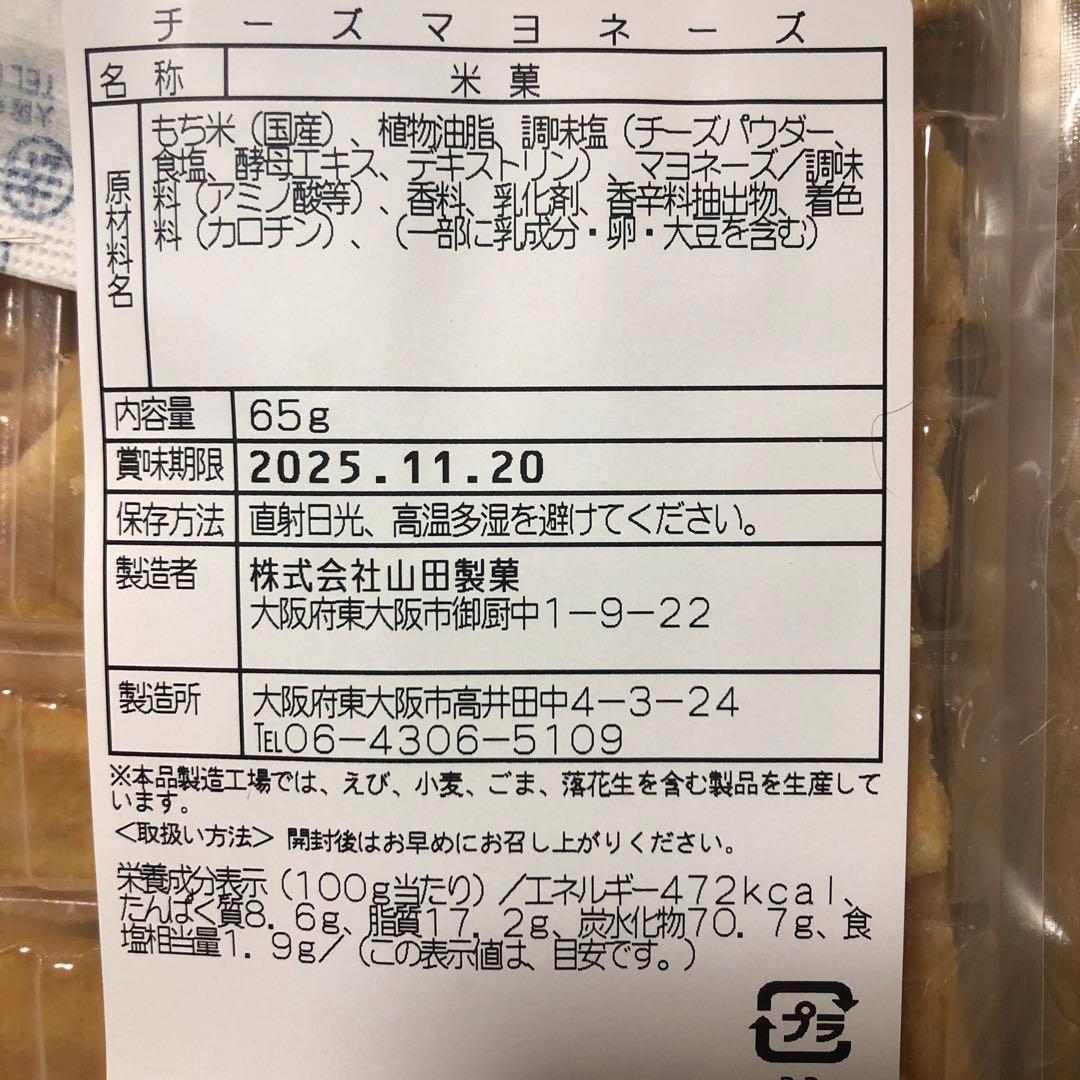 チーズマヨネーズ
名称 米菓
原材料名 もち米（国産）、植物油脂、調味塩（チーズパウダー、
食塩、酵母エキス、デキストリン）、マヨネーズ／調味
料（アミノ酸等）、香料、乳化剤、香辛料抽出物、着色
料（カロチン）、（一部に乳成分・卵・大豆を含む）
内容量 65g
賞味期限 2025.11.20
保存方法 直射日光、高温多湿を避けてください。
製造者 株式会社山田製菓
大阪府東大阪市御厨中1－9－22
製造所 大阪府東大阪市高井田中4－3－24
℡06－4306－5109
※本品製造工場では、えび、小麦、ごま、落花生を含む製品を生産して
います。
＜取扱い方法＞ 開封後はお早めにお召し上がりください。
栄養成分表示（100g当たり）／エネルギー472kcal、
たんぱく質8．6g、脂質17．2g、炭水化物70．7g、食
塩相当量1．9g／（この表示値は、目安です。）
プラ
TEL